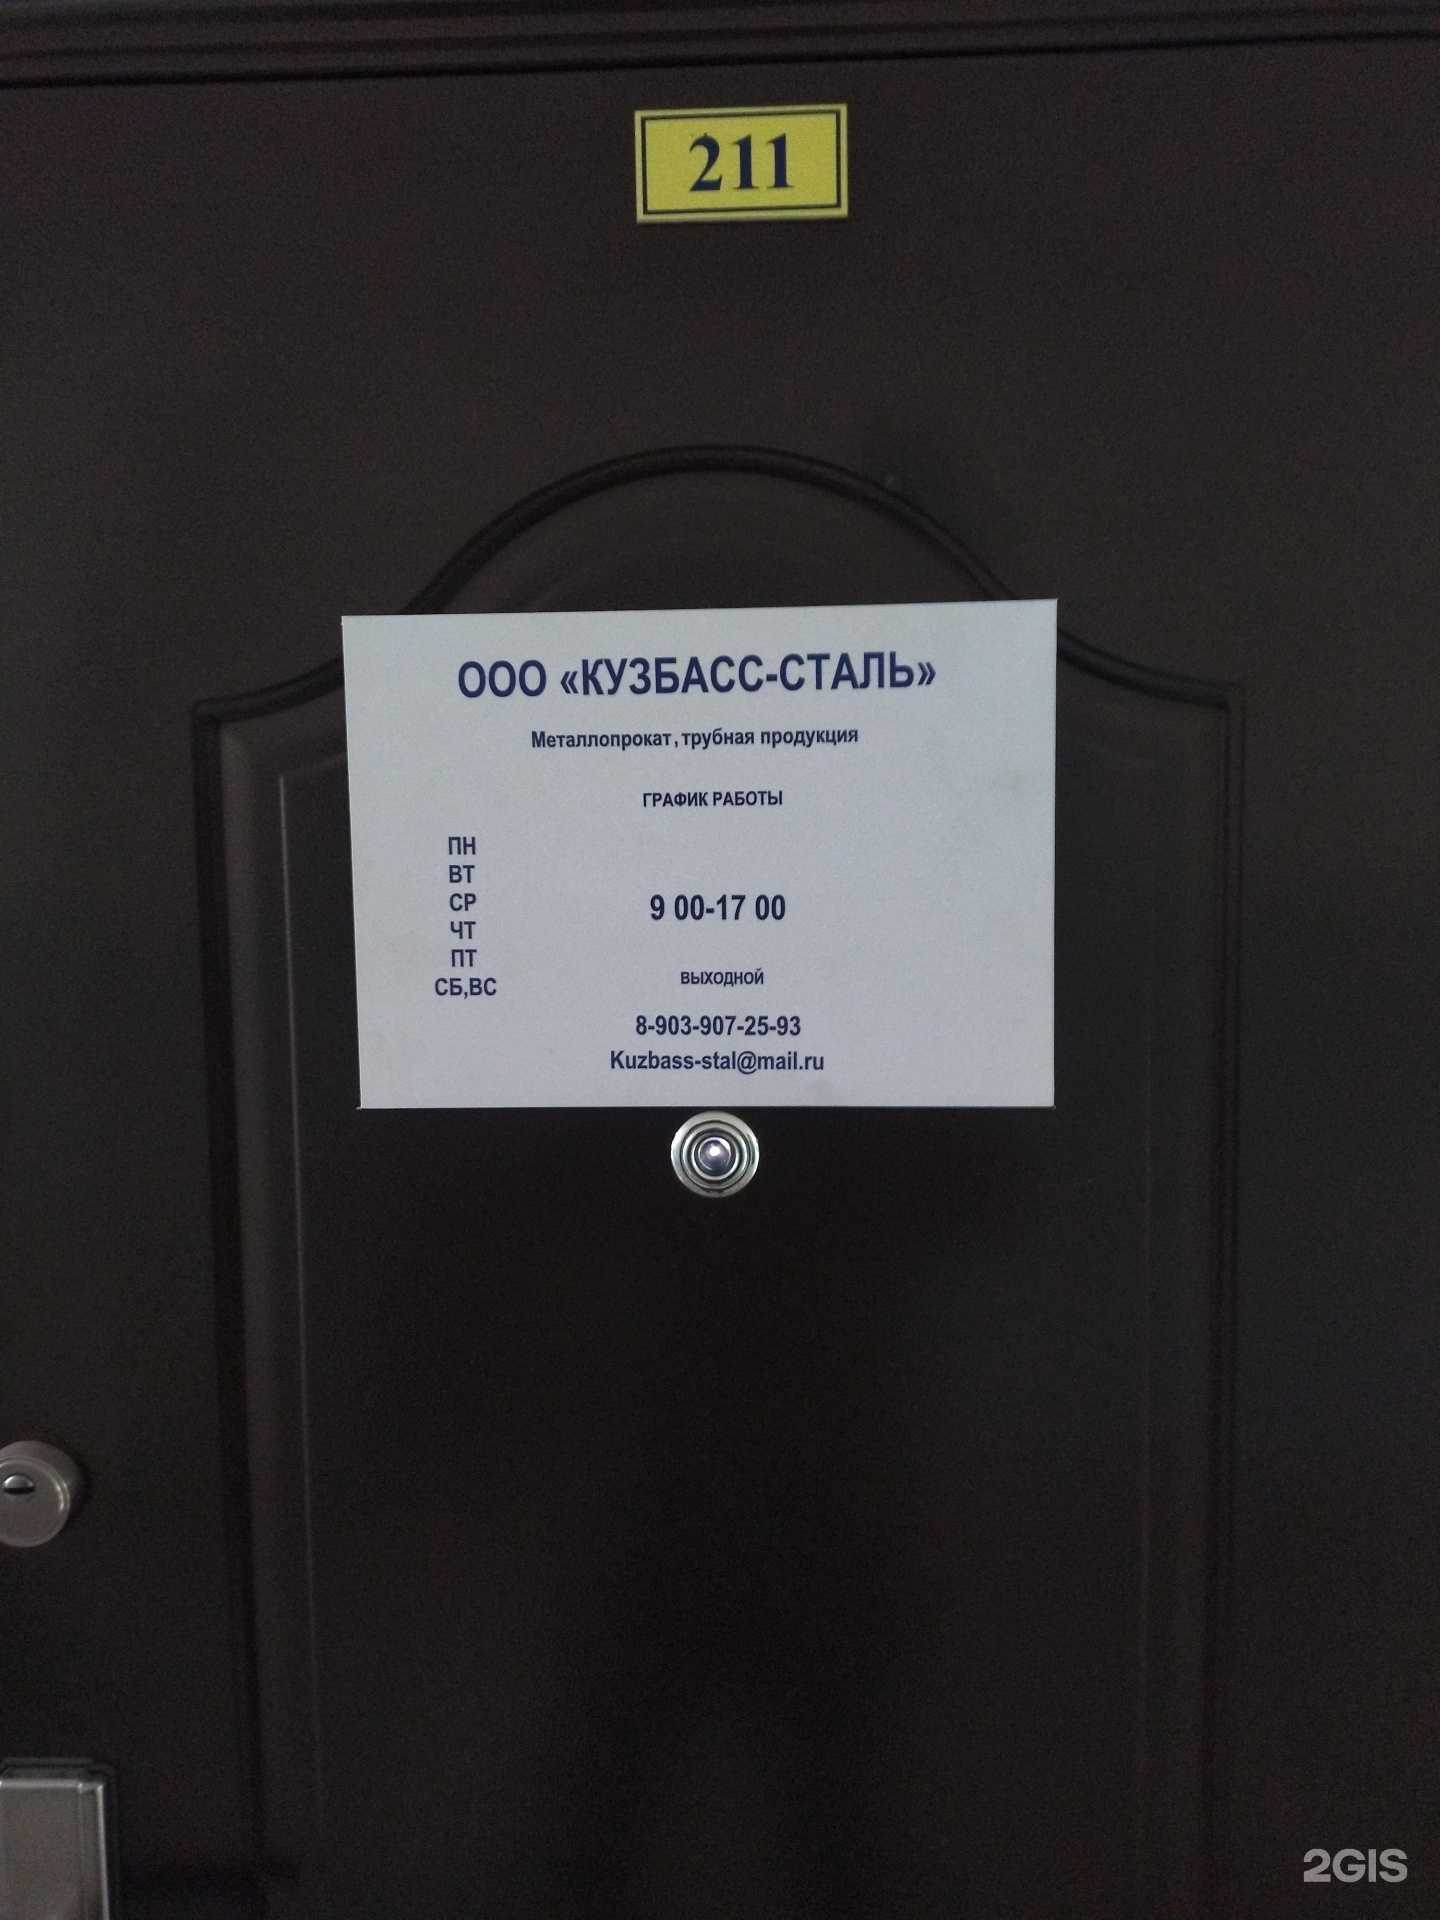 211
ООО «КУЗБАСС-СТАЛЬ»
Металлопрокат, трубная продукция
ГРАФИК РАБОТЫ
ПН
ВТ
СР 9 00-17 00
ЧТ
ПТ
СБ,ВС ВЫХОДНОЙ
8-903-907-25-93
Kuzbass-stal@mail.ru
2GIS